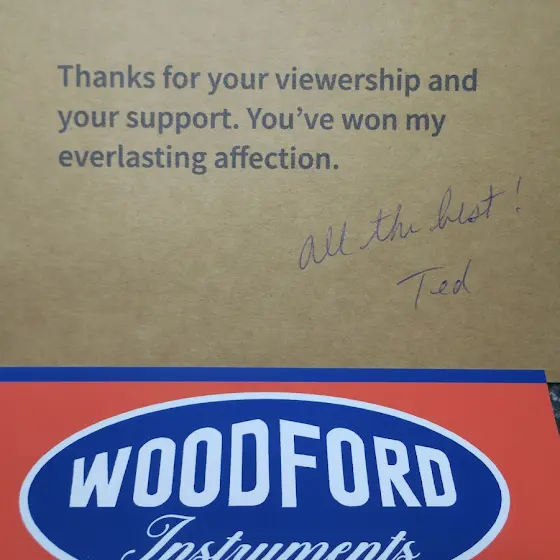 Thanks for your viewership and
your support. You’ve won my
everlasting affection.
All the best!
Ted
WOODFORD
Instruments